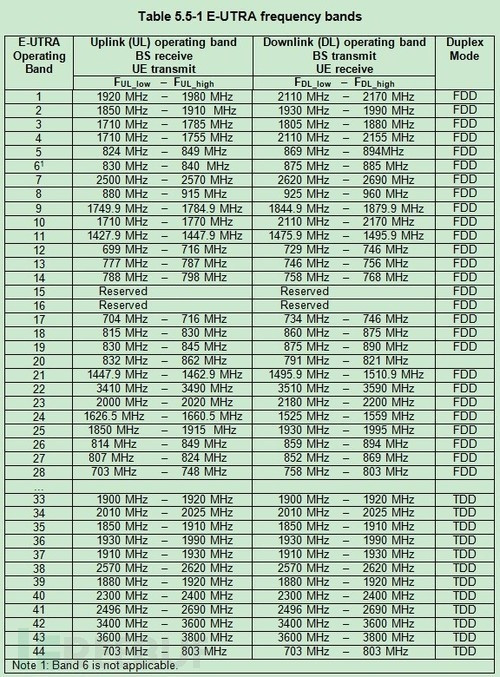 Table 5.5-1 E-UTRA frequency bands
E-UTRA Operating Band | Uplink (UL) operating band BS receive UE transmit | Downlink (DL) operating band BS transmit UE receive | Duplex Mode
FUL_low – FUL_high | FDL_low – FDL_high
1 1920 MHz – 1980 MHz 2110 MHz – 2170 MHz FDD
2 1850 MHz – 1910 MHz 1930 MHz – 1990 MHz FDD
3 1710 MHz – 1785 MHz 1805 MHz – 1880 MHz FDD
4 1710 MHz – 1755 MHz 2110 MHz – 2155 MHz FDD
5 824 MHz – 849 MHz 869 MHz – 894MHz FDD
6¹ 830 MHz – 840 MHz 875 MHz – 885 MHz FDD
7 2500 MHz – 2570 MHz 2620 MHz – 2690 MHz FDD
8 880 MHz – 915 MHz 925 MHz – 960 MHz FDD
9 1749.9 MHz – 1784.9 MHz 1844.9 MHz – 1879.9 MHz FDD
10 1710 MHz – 1770 MHz 2110 MHz – 2170 MHz FDD
11 1427.9 MHz – 1447.9 MHz 1475.9 MHz – 1495.9 MHz FDD
12 699 MHz – 716 MHz 729 MHz – 746 MHz FDD
13 777 MHz – 787 MHz 746 MHz – 756 MHz FDD
14 788 MHz – 798 MHz 758 MHz – 768 MHz FDD
15 Reserved Reserved FDD
16 Reserved Reserved FDD
17 704 MHz – 716 MHz 734 MHz – 746 MHz FDD
18 815 MHz – 830 MHz 860 MHz – 875 MHz FDD
19 830 MHz – 845 MHz 875 MHz – 890 MHz FDD
20 832 MHz – 862 MHz 791 MHz – 821 MHz
21 1447.9 MHz – 1462.9 MHz 1495.9 MHz – 1510.9 MHz FDD
22 3410 MHz – 3490 MHz 3510 MHz – 3590 MHz FDD
23 2000 MHz – 2020 MHz 2180 MHz – 2200 MHz FDD
24 1626.5 MHz – 1660.5 MHz 1525 MHz – 1559 MHz FDD
25 1850 MHz – 1915 MHz 1930 MHz – 1995 MHz FDD
26 814 MHz – 849 MHz 859 MHz – 894 MHz FDD
27 807 MHz – 824 MHz 852 MHz – 869 MHz FDD
28 703 MHz – 748 MHz 758 MHz – 803 MHz FDD
...
33 1900 MHz – 1920 MHz 1900 MHz – 1920 MHz TDD
34 2010 MHz – 2025 MHz 2010 MHz – 2025 MHz TDD
35 1850 MHz – 1910 MHz 1850 MHz – 1910 MHz TDD
36 1930 MHz – 1990 MHz 1930 MHz – 1990 MHz TDD
37 1910 MHz – 1930 MHz 1910 MHz – 1930 MHz TDD
38 2570 MHz – 2620 MHz 2570 MHz – 2620 MHz TDD
39 1880 MHz – 1920 MHz 1880 MHz – 1920 MHz TDD
40 2300 MHz – 2400 MHz 2300 MHz – 2400 MHz TDD
41 2496 MHz – 2690 MHz 2496 MHz – 2690 MHz TDD
42 3400 MHz – 3600 MHz 3400 MHz – 3600 MHz TDD
43 3600 MHz – 3800 MHz 3600 MHz – 3800 MHz TDD
44 703 MHz – 803 MHz 703 MHz – 803 MHz TDD
Note 1: Band 6 is not applicable.